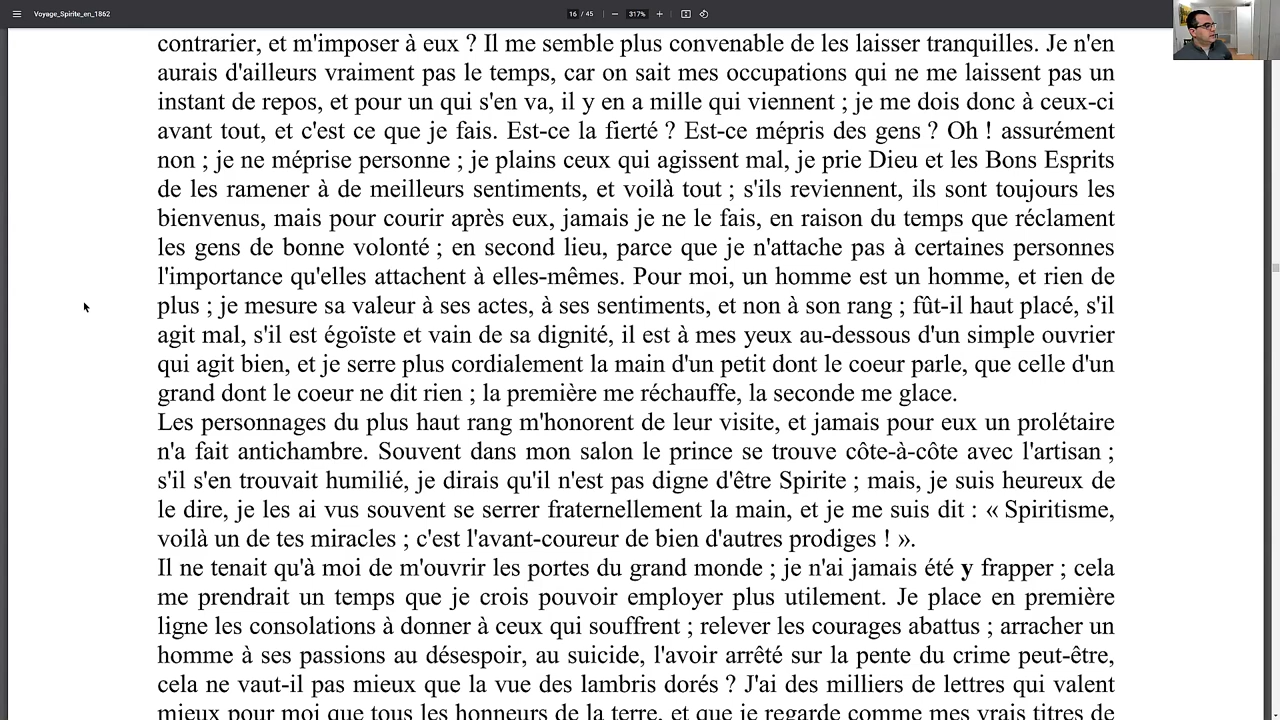 Voyage_Spirite_en_1862
16 / 45
317%
contrarier, et m'imposer à eux ? Il me semble plus convenable de les laisser tranquilles. Je n'en
aurais d'ailleurs vraiment pas le temps, car on sait mes occupations qui ne me laissent pas un
instant de repos, et pour un qui s'en va, il y en a mille qui viennent ; je me dois donc à ceux-ci
avant tout, et c'est ce que je fais. Est-ce la fierté ? Est-ce mépris des gens ? Oh ! assurément
non ; je ne méprise personne ; je plains ceux qui agissent mal, je prie Dieu et les Bons Esprits
de les ramener à de meilleurs sentiments, et voilà tout ; s'ils reviennent, ils sont toujours les
bienvenus, mais pour courir après eux, jamais je ne le fais, en raison du temps que réclament
les gens de bonne volonté ; en second lieu, parce que je n'attache pas à certaines personnes
l'importance qu'elles attachent à elles-mêmes. Pour moi, un homme est un homme, et rien de
plus ; je mesure sa valeur à ses actes, à ses sentiments, et non à son rang ; fût-il haut placé, s'il
agit mal, s'il est égoïste et vain de sa dignité, il est à mes yeux au-dessous d'un simple ouvrier
qui agit bien, et je serre plus cordialement la main d'un petit dont le coeur parle, que celle d'un
grand dont le coeur ne dit rien ; la première me réchauffe, la seconde me glace.
Les personnages du plus haut rang m'honorent de leur visite, et jamais pour eux un prolétaire
n'a fait antichambre. Souvent dans mon salon le prince se trouve côte-à-côte avec l'artisan ;
s'il s'en trouvait humilié, je dirais qu'il n'est pas digne d'être Spirite ; mais, je suis heureux de
le dire, je les ai vus souvent se serrer fraternellement la main, et je me suis dit : « Spiritisme,
voilà un de tes miracles ; c'est l'avant-coureur de bien d'autres prodiges ! ».
Il ne tenait qu'à moi de m'ouvrir les portes du grand monde ; je n'ai jamais été y frapper ; cela
me prendrait un temps que je crois pouvoir employer plus utilement. Je place en première
ligne les consolations à donner à ceux qui souffrent ; relever les courages abattus ; arracher un
homme à ses passions au désespoir, au suicide, l'avoir arrêté sur la pente du crime peut-être,
cela ne vaut-il pas mieux que la vue des lambris dorés ? J'ai des milliers de lettres qui valent
mieux pour moi que tous les honneurs de la terre, et que je regarde comme mes vrais titres de